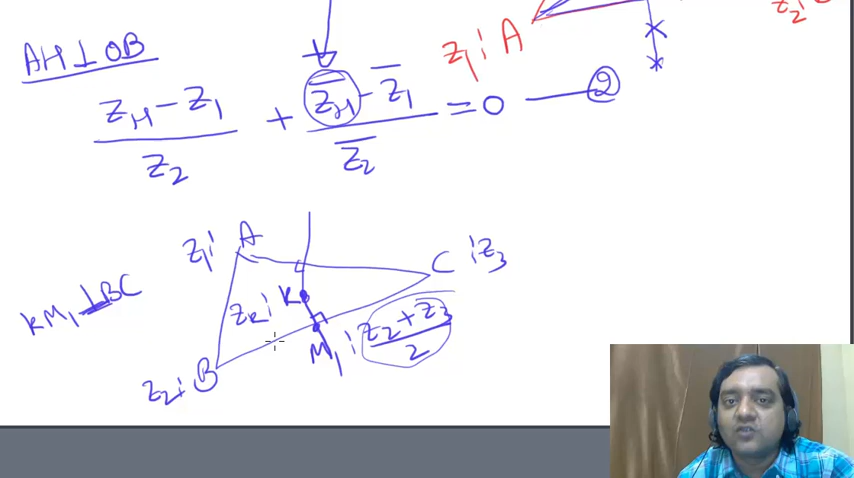 z₁ ; A
z₂ ;
AH ⊥ OB
(z_H − z₁)/z₂ + (z̄_H − z̄₁)/z̄₂ = 0 — ②
z₁ ; A
C ; z₃
KM₁ ⊥ BC
z_k ; K
M₁ ; (z₂ + z₃)/2
z₂ ; B